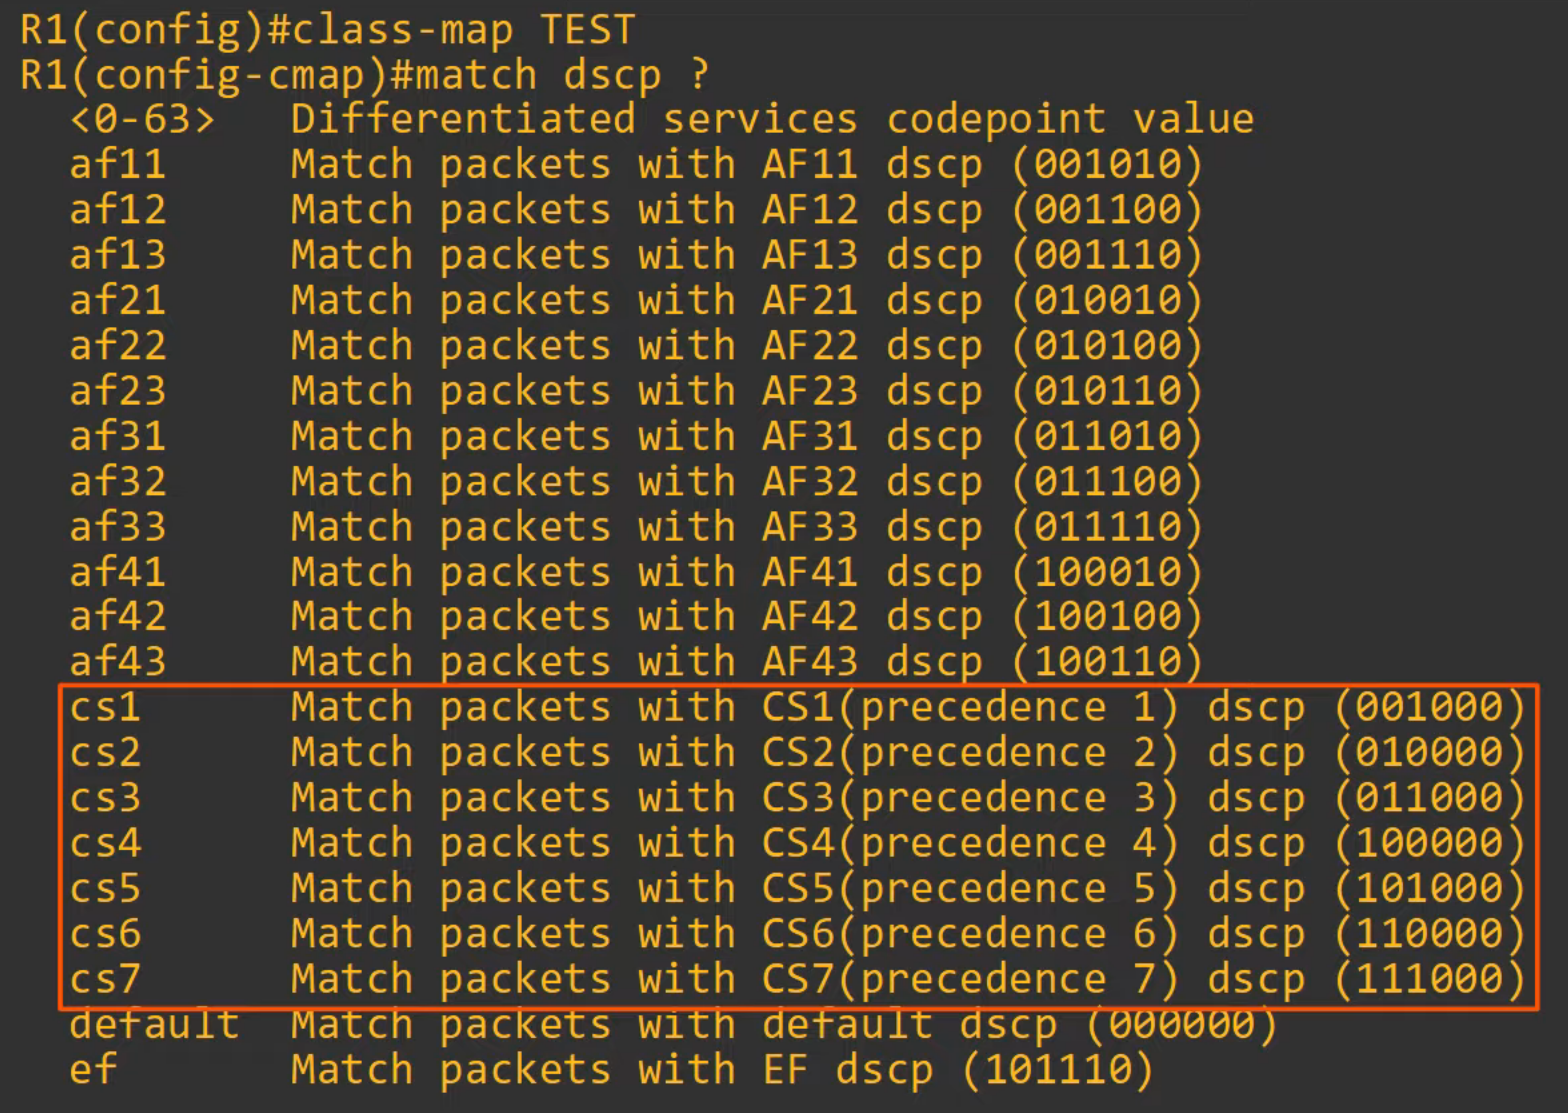 R1(config)#class-map TEST
R1(config-cmap)#match dscp ?
<0-63> Differentiated services codepoint value
af11 Match packets with AF11 dscp (001010)
af12 Match packets with AF12 dscp (001100)
af13 Match packets with AF13 dscp (001110)
af21 Match packets with AF21 dscp (010010)
af22 Match packets with AF22 dscp (010100)
af23 Match packets with AF23 dscp (010110)
af31 Match packets with AF31 dscp (011010)
af32 Match packets with AF32 dscp (011100)
af33 Match packets with AF33 dscp (011110)
af41 Match packets with AF41 dscp (100010)
af42 Match packets with AF42 dscp (100100)
af43 Match packets with AF43 dscp (100110)
cs1 Match packets with CS1(precedence 1) dscp (001000)
cs2 Match packets with CS2(precedence 2) dscp (010000)
cs3 Match packets with CS3(precedence 3) dscp (011000)
cs4 Match packets with CS4(precedence 4) dscp (100000)
cs5 Match packets with CS5(precedence 5) dscp (101000)
cs6 Match packets with CS6(precedence 6) dscp (110000)
cs7 Match packets with CS7(precedence 7) dscp (111000)
default Match packets with default dscp (000000)
ef Match packets with EF dscp (101110)